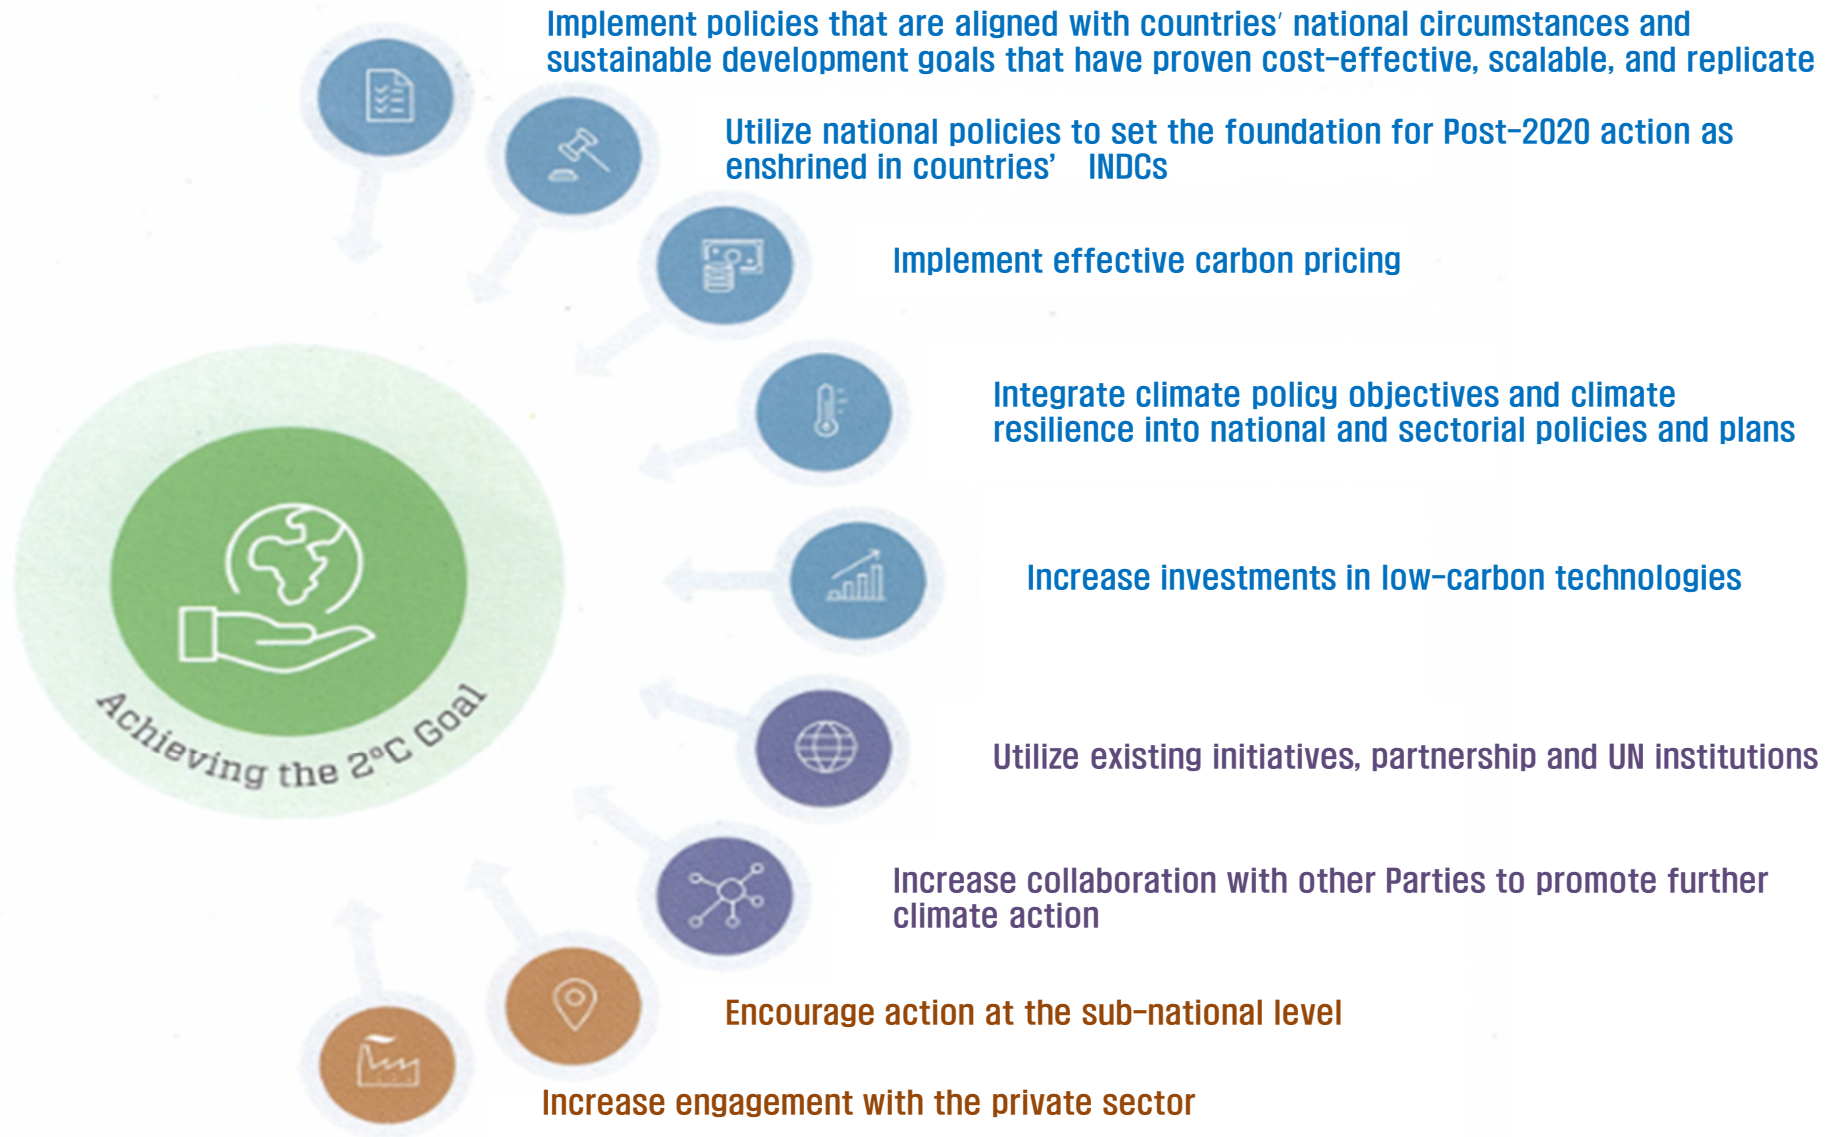 Implement policies that are aligned with countries' national circumstances and
sustainable development goals that have proven cost-effective, scalable, and replicate
Utilize national policies to set the foundation for Post-2020 action as
enshrined in countries' INDCs
Implement effective carbon pricing
Integrate climate policy objectives and climate
resilience into national and sectorial policies and plans
Increase investments in low-carbon technologies
Achieving the 2°C Goal
Utilize existing initiatives, partnership and UN institutions
Increase collaboration with other Parties to promote further
climate action
Encourage action at the sub-national level
Increase engagement with the private sector